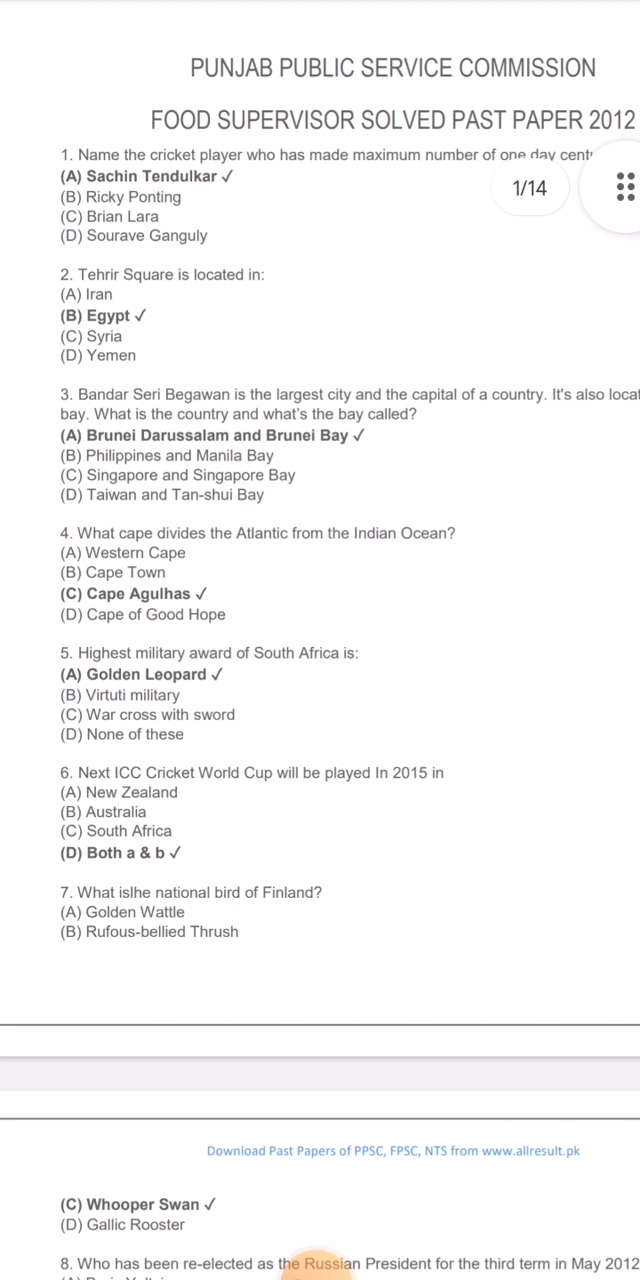 PUNJAB PUBLIC SERVICE COMMISSION
FOOD SUPERVISOR SOLVED PAST PAPER 2012
1. Name the cricket player who has made maximum number of one day
(A) Sachin Tendulkar ✓
1/14
(B) Ricky Ponting
(C) Brian Lara
(D) Sourave Ganguly
2. Tehrir Square is located in:
(A) Iran
(B) Egypt ✓
(C) Syria
(D) Yemen
3. Bandar Seri Begawan is the largest city and the capital of a country. It's also
bay. What is the country and what's the bay called?
(A) Brunei Darussalam and Brunei Bay ✓
(B) Philippines and Manila Bay
(C) Singapore and Singapore Bay
(D) Taiwan and Tan-shui Bay
4. What cape divides the Atlantic from the Indian Ocean?
(A) Western Cape
(B) Cape Town
(C) Cape Agulhas ✓
(D) Cape of Good Hope
5. Highest military award of South Africa is:
(A) Golden Leopard ✓
(B) Virtuti military
(C) War cross with sword
(D) None of these
6. Next ICC Cricket World Cup will be played In 2015 in
(A) New Zealand
(B) Australia
(C) South Africa
(D) Both a & b ✓
7. What islhe national bird of Finland?
(A) Golden Wattle
(B) Rufous-bellied Thrush
Download Past Papers of PPSC, FPSC, NTS from www.allresult.pk
(C) Whooper Swan ✓
(D) Gallic Rooster
8. Who has been re-elected as the Russian President for the third term in May 2012